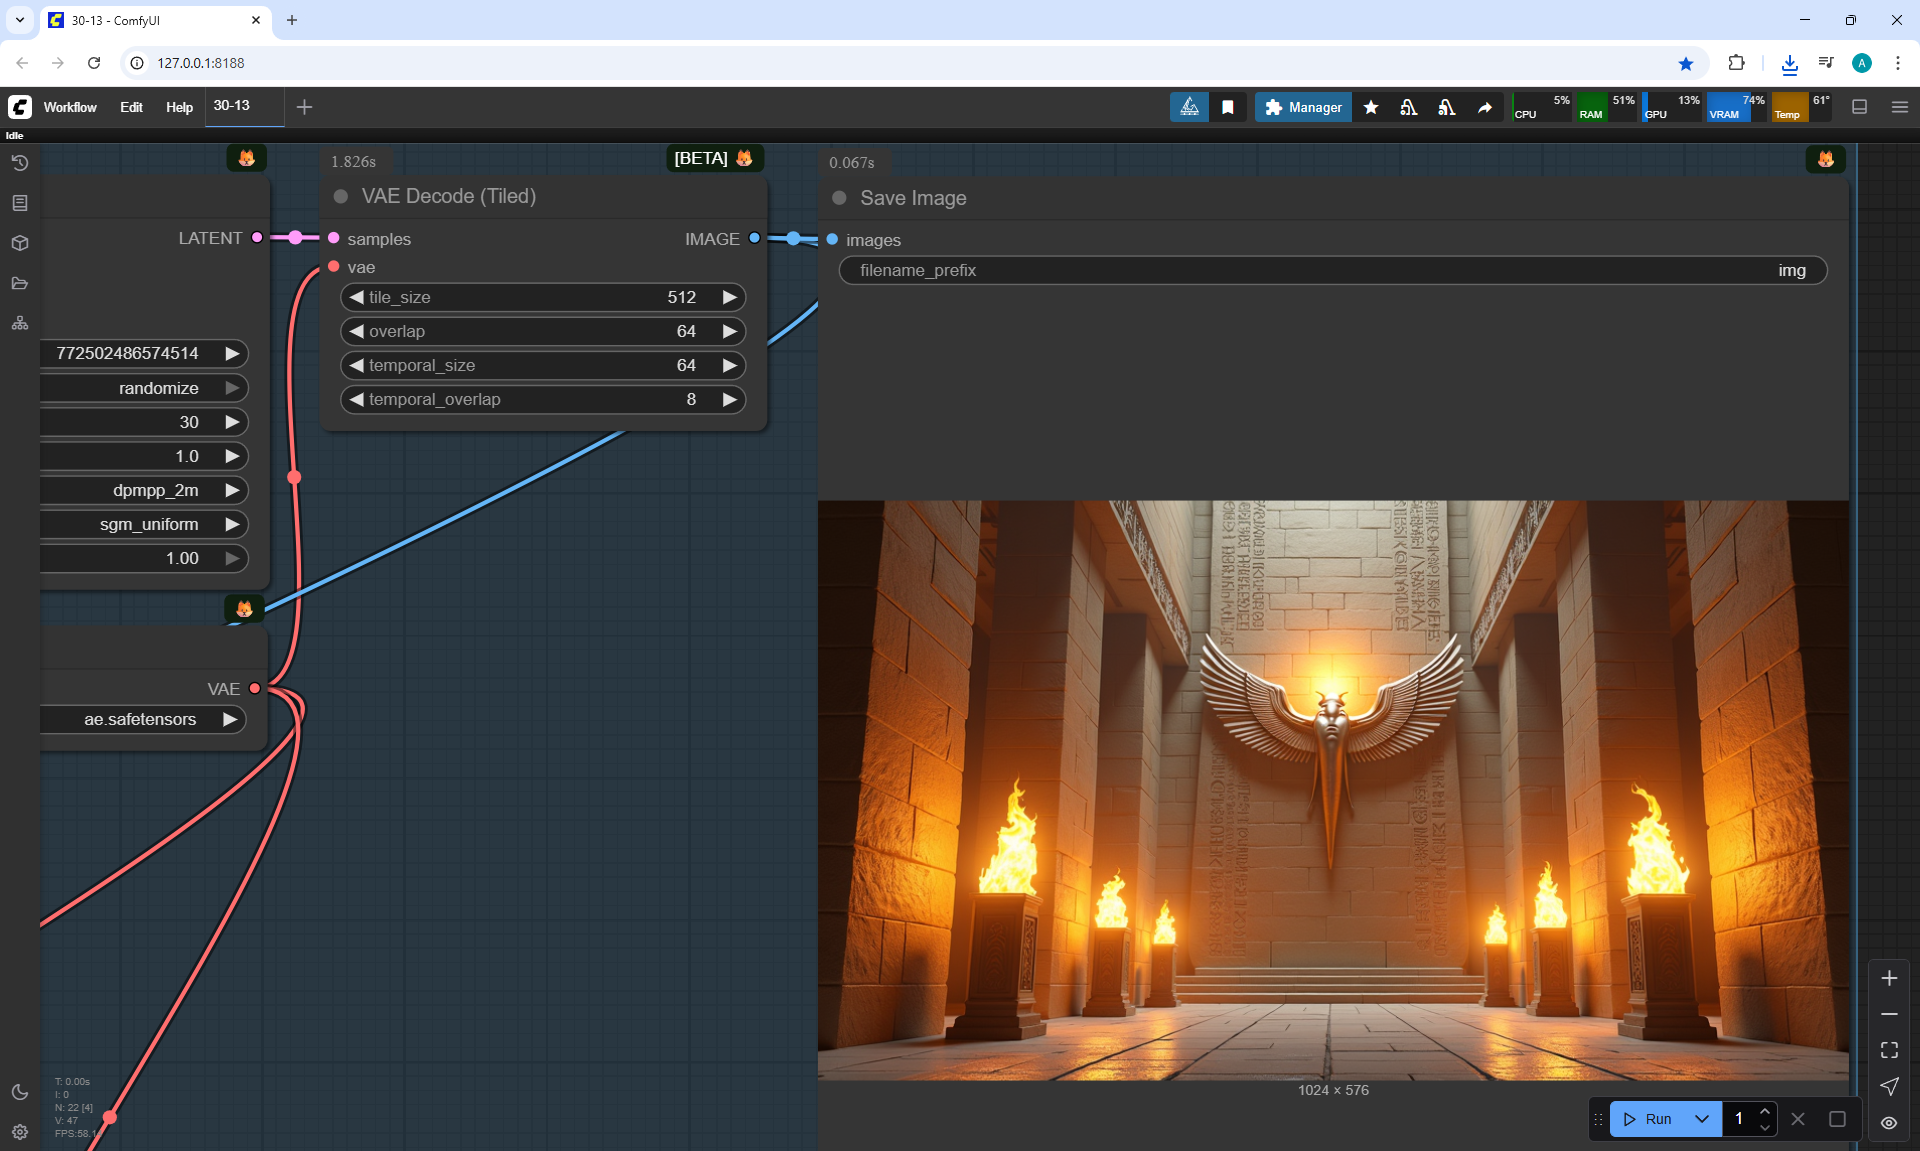 30-13 - ComfyUI
127.0.0.1:8188
Workflow Edit Help 30-13
Manager
CPU 5% RAM 51% GPU 13% VRAM 74% Temp 61°
Idle
1.826s
[BETA]
0.067s
VAE Decode (Tiled)
Save Image
LATENT
samples
IMAGE
images
vae
filename_prefix img
tile_size 512
overlap 64
temporal_size 64
temporal_overlap 8
772502486574514
randomize
30
1.0
dpmpp_2m
sgm_uniform
1.00
VAE
ae.safetensors
1024 × 576
T: 0.00s
I: 0
N: 22 [4]
V: 47
FPS:58.1
Run 1
A